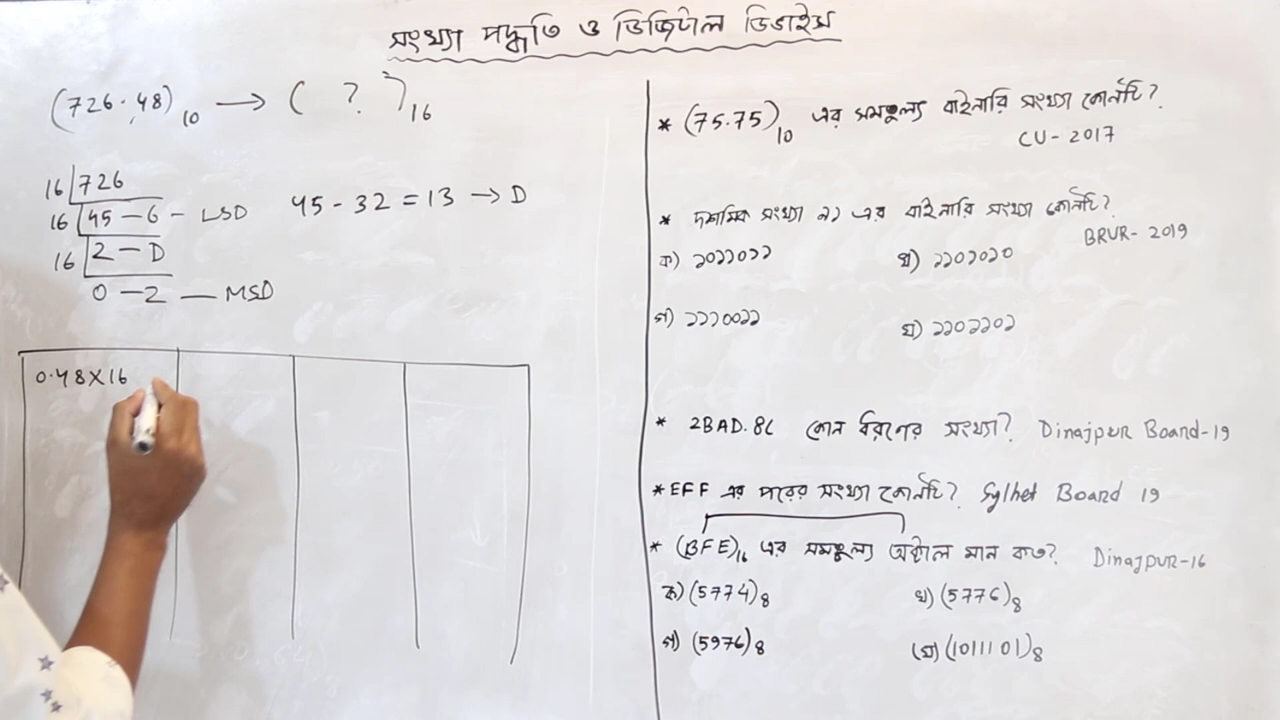 সংখ্যা পদ্ধতি ও ডিজিটাল ডিভাইস
(726.48)10 → ( ? )16
16 726
16 45 – 6 – LSD
45 - 32 = 13 → D
16 2 – D
0 – 2 — MSD
0.48×16
* (75.75)10 এর সমতুল্য বাইনারি সংখ্যা কোনটি?
CU - 2017
* দশমিক সংখ্যা ৯১ এর বাইনারি সংখ্যা কোনটি?
BRUR - 2019
ক) ১০১১০১১
খ) ১১০১০১০
গ) ১১১০০১১
ঘ) ১১০১১০১
* 2BAD.8C কোন ধরণের সংখ্যা? Dinajpur Board-19
* EFF এর পরের সংখ্যা কোনটি? Sylhet Board 19
* (BFE)16 এর সমতুল্য অক্টাল মান কত? Dinajpur-16
ক) (5774)8
খ) (5776)8
গ) (5976)8
ঘ) (1011101)8